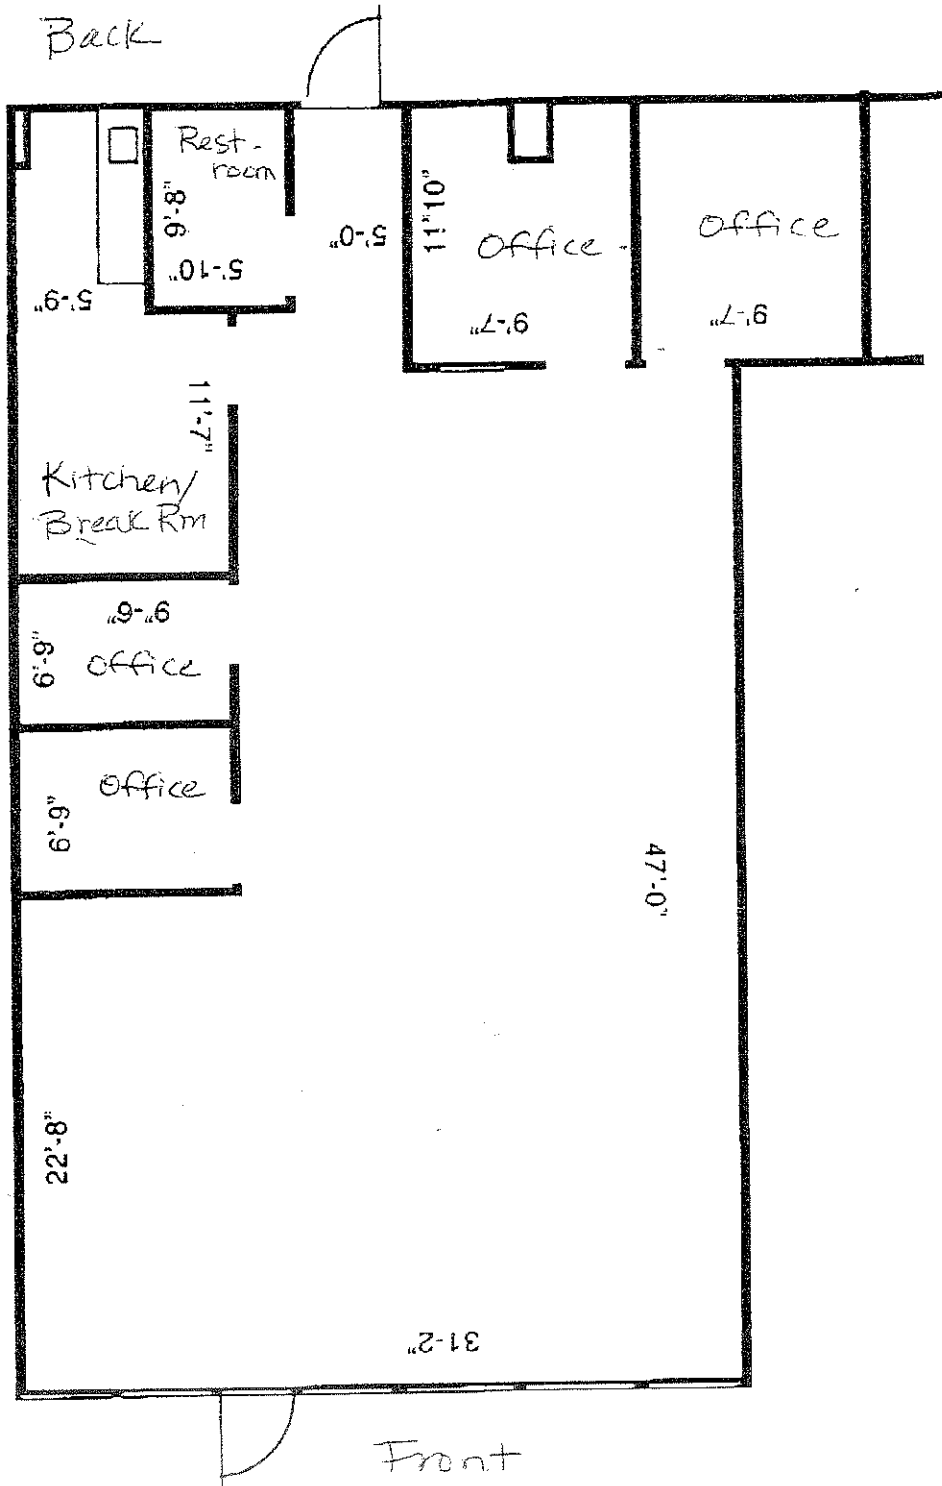 Back
Rest-
room
8'-6"
5'-10"
5'-9"
5'-0"
11"10"
Office
9'-7"
Office
9'-7"
11'-7"
Kitchen/
Break Rm
9"-6"
6'-9"
Office
Office
6'-9"
47'-0"
22'-8"
31-2"
Front